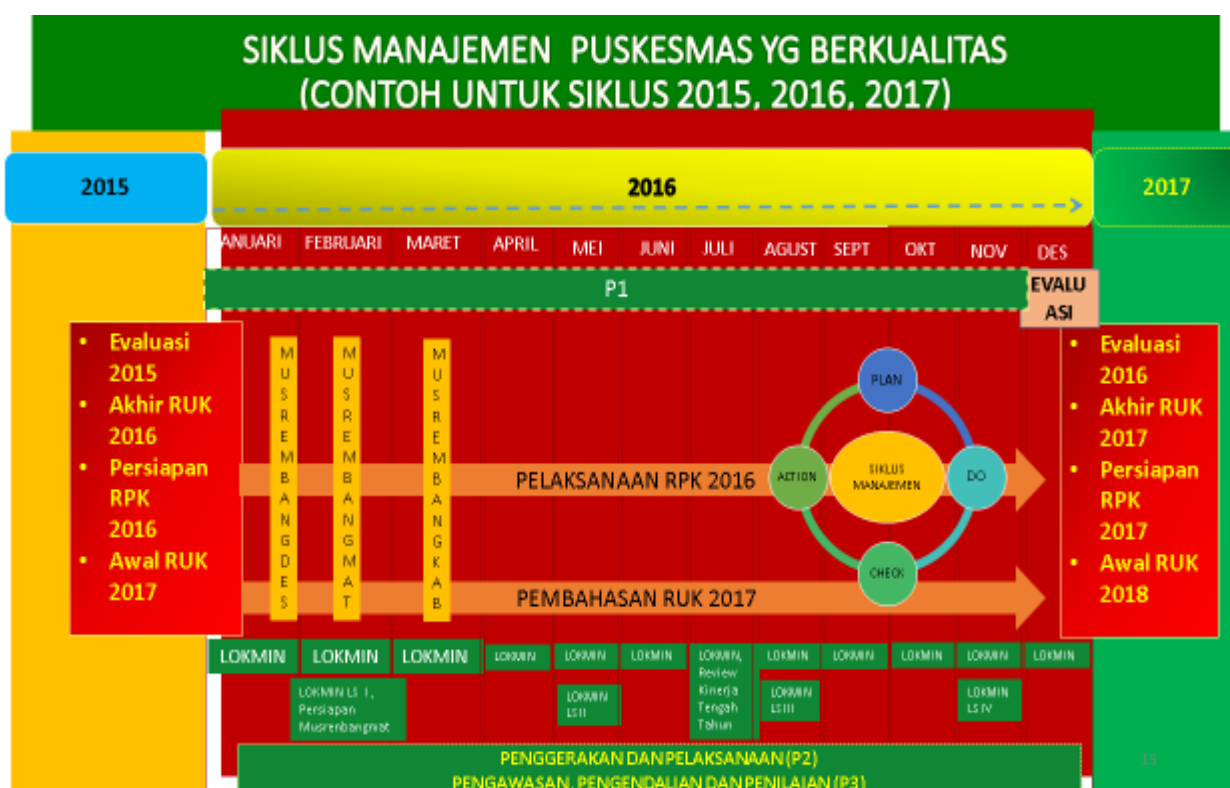 SIKLUS MANAJEMEN PUSKESMAS YG BERKUALITAS
(CONTOH UNTUK SIKLUS 2015, 2016, 2017)
2015
2016
2017
ANUARI
FEBRUARI
MARET
APRIL
MEI
JUNI
JULI
AGUST
SEPT
OKT
NOV
DES
P1
EVALU
ASI
• Evaluasi
2015
• Akhir RUK
2016
• Persiapan
RPK
2016
• Awal RUK
2017
MUSREMBANGDES
MUSREMBANGMAT
MUSREMBANGKAB
PELAKSANAAN RPK 2016
PEMBAHASAN RUK 2017
PLAN
ACTION
SIKLUS
MANAJEMEN
DO
CHECK
• Evaluasi
2016
• Akhir RUK
2017
• Persiapan
RPK
2017
• Awal RUK
2018
LOKMIN
LOKMIN
LOKMIN
LOKMIN
LOKMIN
LOKMIN
LOKMIN,
Review
Kinerja
Tengah
Tahun
LOKMIN
LOKMIN
LOKMIN
LOKMIN
LOKMIN
LOKMIN LS I,
Persiapan
Musrenbangmat
LOKMIN
LS II
LOKMIN
LS III
LOKMIN
LS IV
PENGGERAKAN DAN PELAKSANAAN (P2)
PENGAWASAN, PENGENDALIAN DAN PENILAIAN (P3)
15